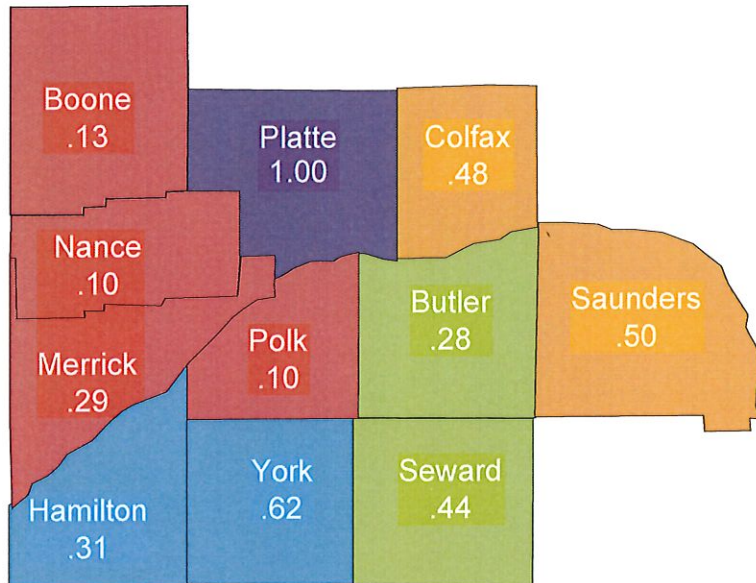 Boone
.13
Platte
1.00
Colfax
.48
Nance
.10
Butler
.28
Saunders
.50
Polk
.10
Merrick
.29
York
.62
Seward
.44
Hamilton
.31